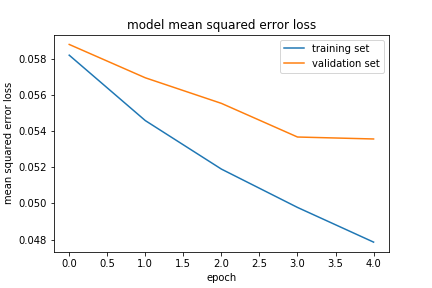 model mean squared error loss
training set
validation set
mean squared error loss
0.058
0.056
0.054
0.052
0.050
0.048
0.0 0.5 1.0 1.5 2.0 2.5 3.0 3.5 4.0
epoch